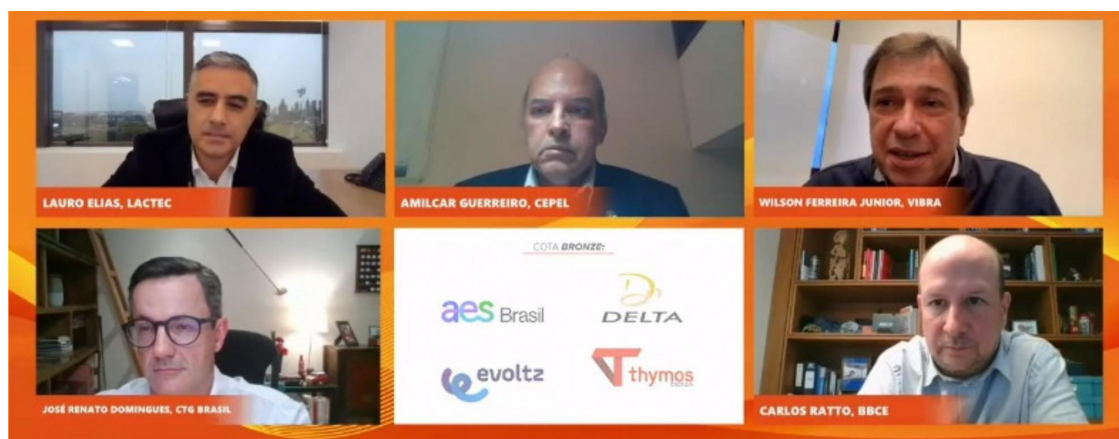 LAURO ELIAS, LACTEC
AMILCAR GUERREIRO, CEPEL
WILSON FERREIRA JUNIOR, VIBRA
COTA BRONZE:
aes Brasil
DELTA
evoltz
thymos
JOSÉ RENATO DOMINGUES, CTG BRASIL
CARLOS RATTO, BBCE